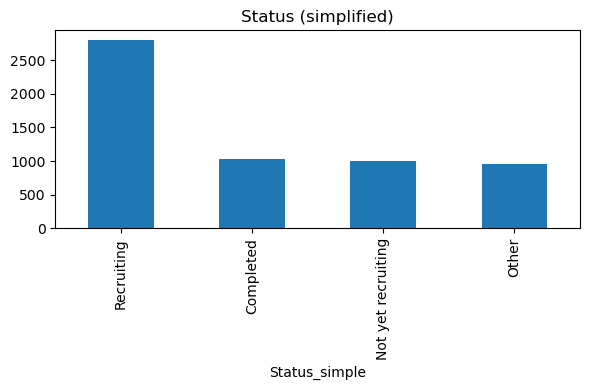 Status (simplified)
2500
2000
1500
1000
500
0
Recruiting
Completed
Not yet recruiting
Other
Status_simple